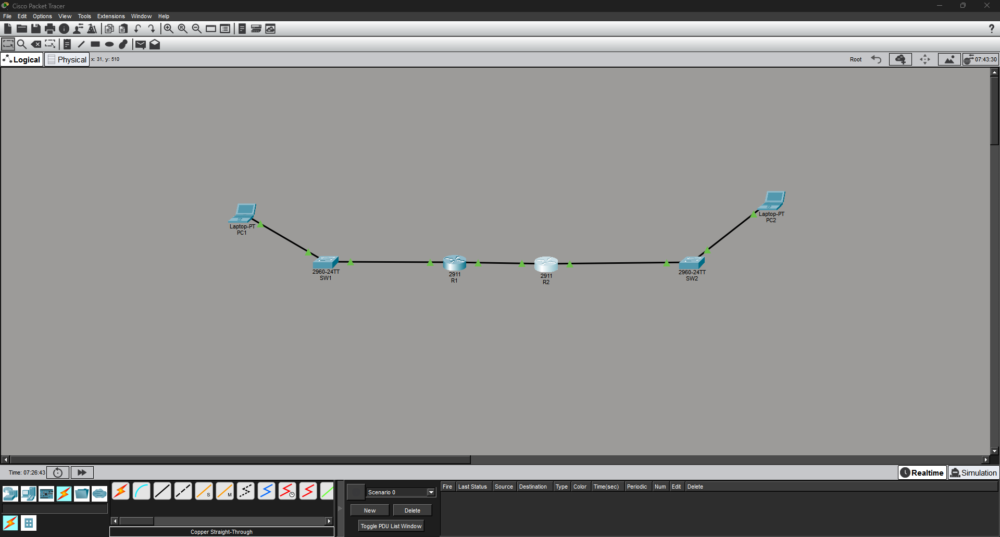 Cisco Packet Tracer
File Edit Options View Tools Extensions Window Help
?
Logical Physical x: 31, y: 510 Root 07:43:30
Laptop-PT
PC1
Laptop-PT
PC2
2960-24TT
SW1
2911
R1
2911
R2
2960-24TT
SW2
Time: 07:26:43 Realtime Simulation
S M
Scenario 0
Fire Last Status Source Destination Type Color Time(sec) Periodic Num Edit Delete
New Delete
Toggle PDU List Window
Copper Straight-Through